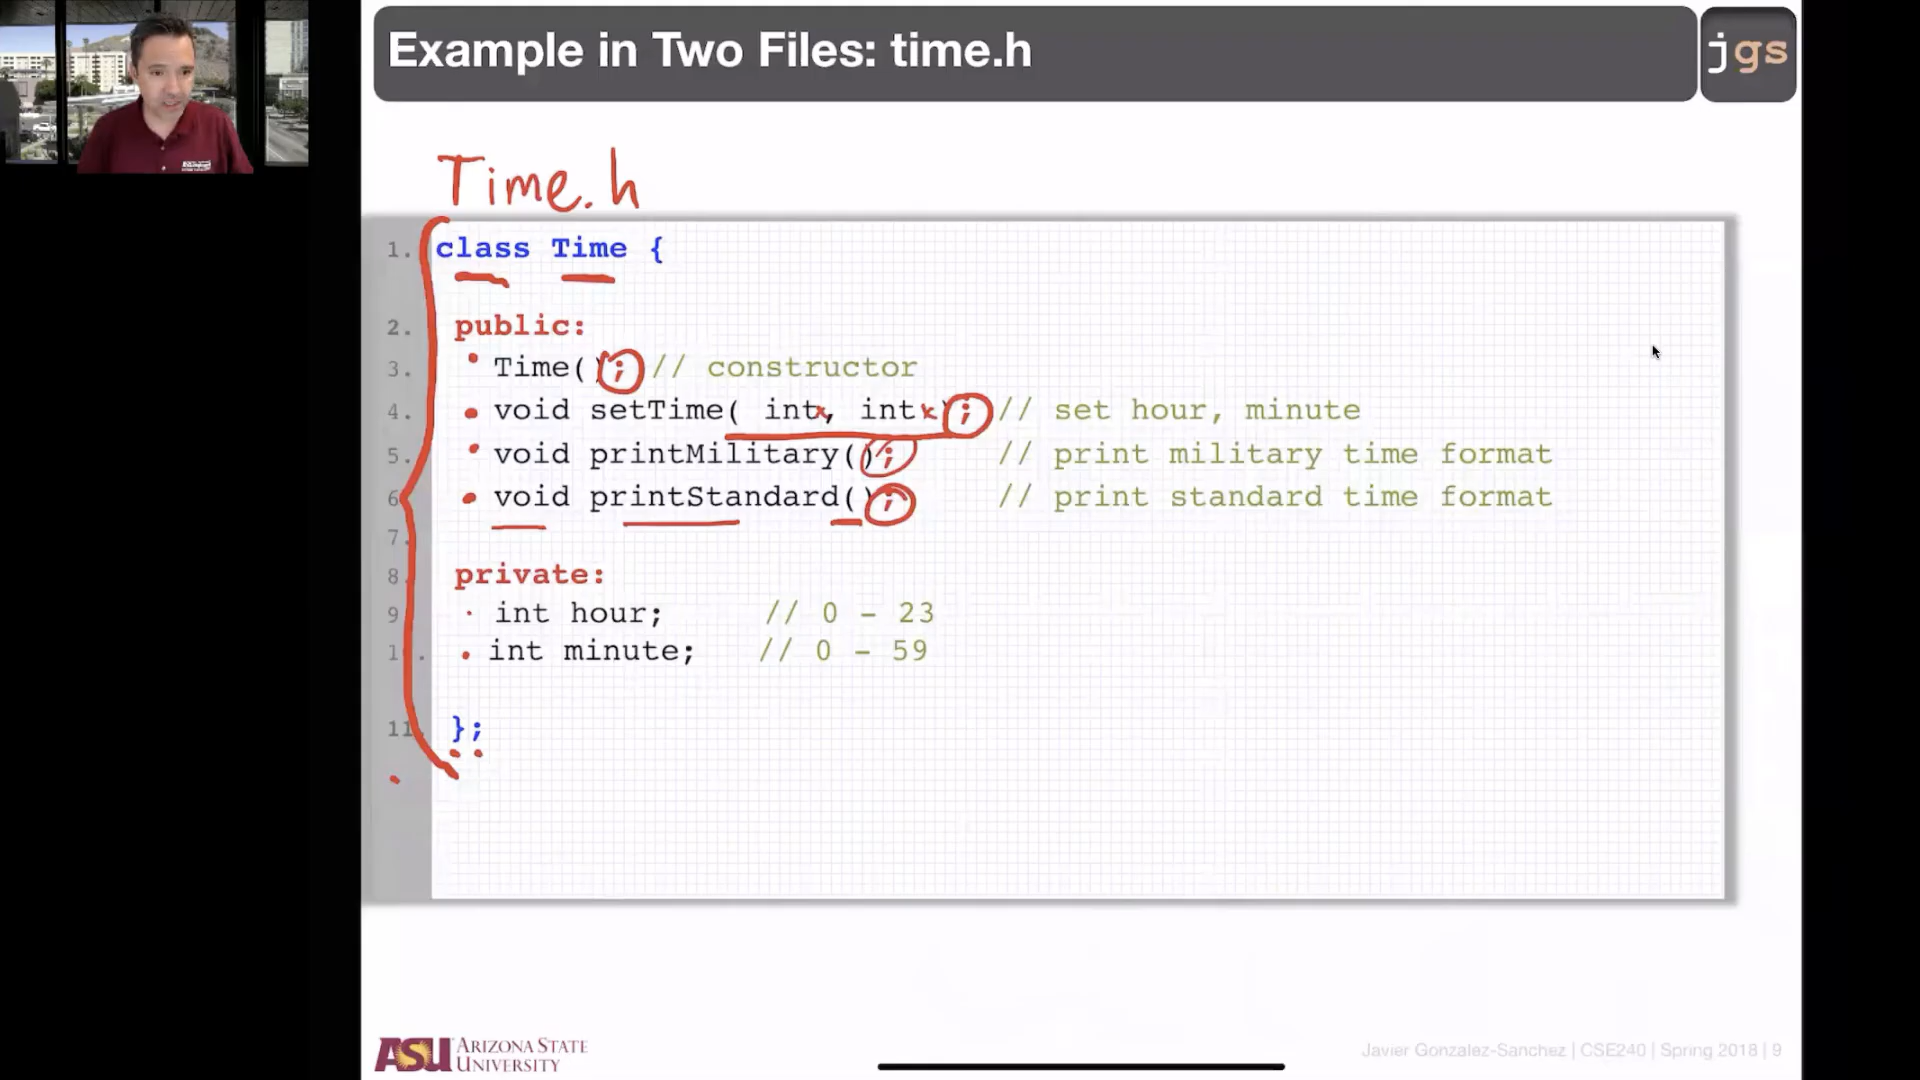 Example in Two Files: time.h
jgs
Time.h
1. class Time {
2. public:
3. Time(); // constructor
4. void setTime( int, int); // set hour, minute
5. void printMilitary(); // print military time format
6 void printStandard(); // print standard time format
7.
8. private:
9 int hour; // 0 - 23
1 . int minute; // 0 - 59
11. };
ASU ARIZONA STATE
UNIVERSITY
Javier Gonzalez-Sanchez | CSE240 | Spring 2018 | 9